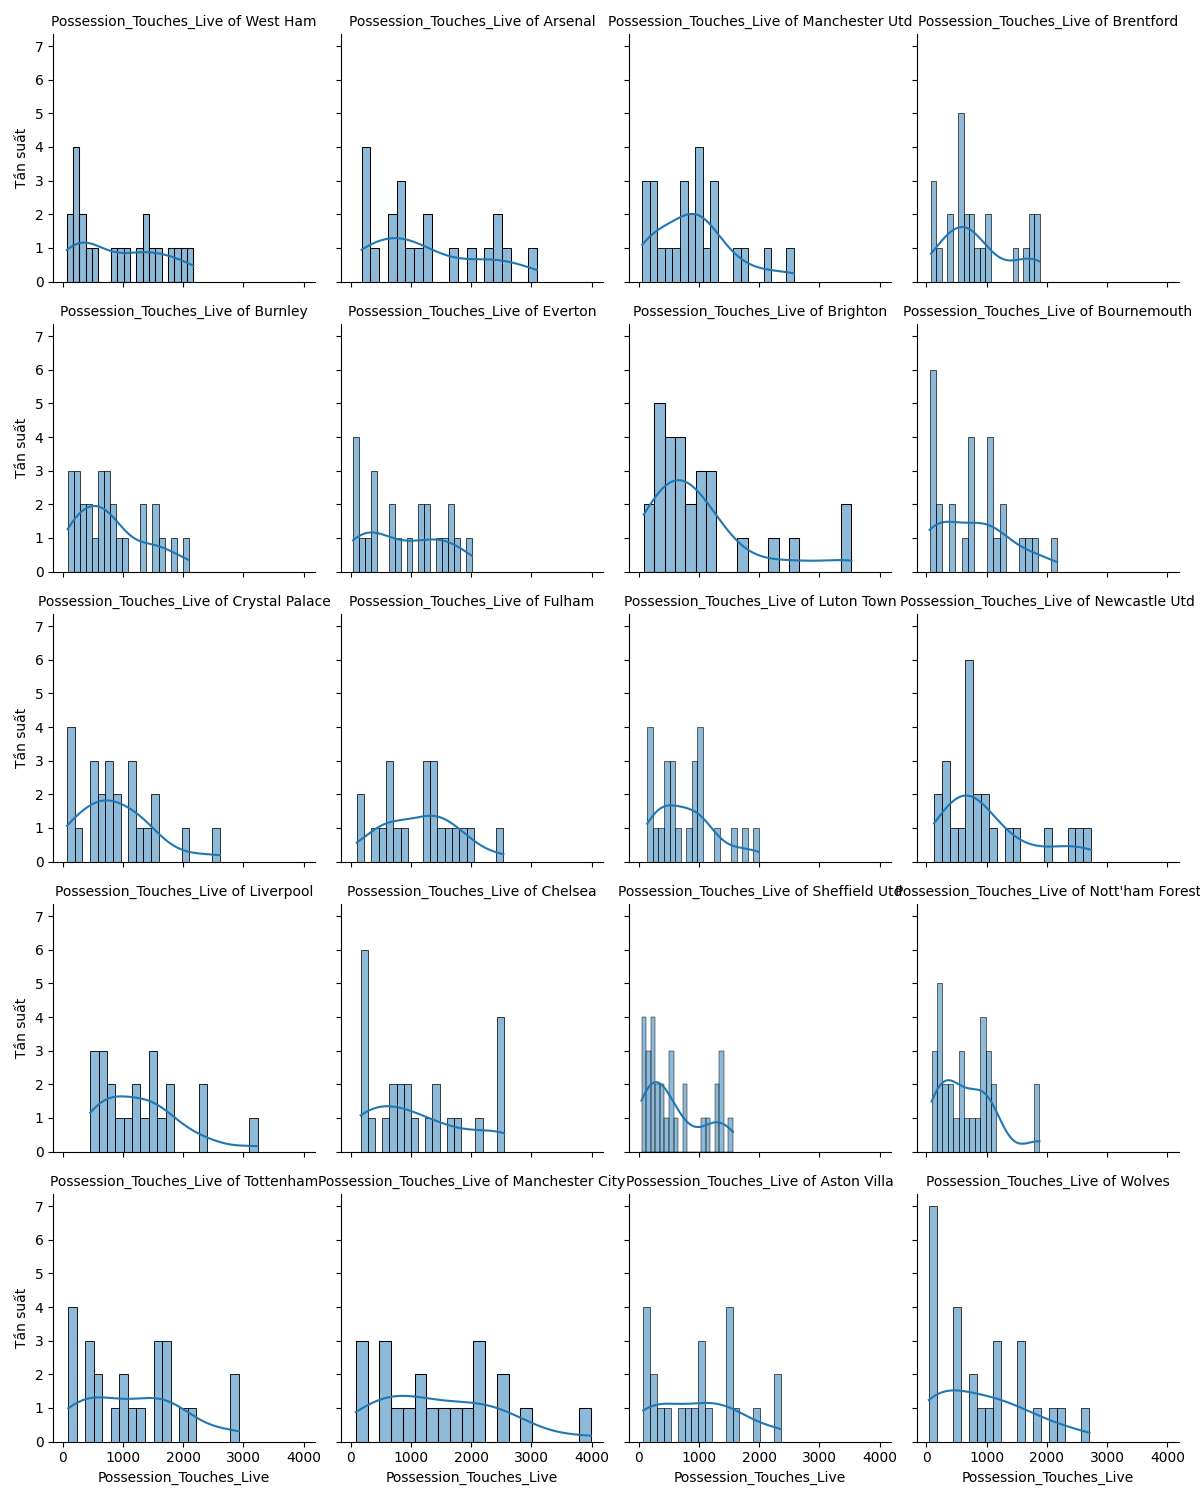 Possession_Touches_Live of West Ham
Possession_Touches_Live of Arsenal
Possession_Touches_Live of Manchester Utd
Possession_Touches_Live of Brentford
7
6
5
4
3
2
1
0
Tần suất
Possession_Touches_Live of Burnley
Possession_Touches_Live of Everton
Possession_Touches_Live of Brighton
Possession_Touches_Live of Bournemouth
7
6
5
4
3
2
1
0
Tần suất
Possession_Touches_Live of Crystal Palace
Possession_Touches_Live of Fulham
Possession_Touches_Live of Luton Town
Possession_Touches_Live of Newcastle Utd
7
6
5
4
3
2
1
0
Tần suất
Possession_Touches_Live of Liverpool
Possession_Touches_Live of Chelsea
Possession_Touches_Live of Sheffield Utd
Possession_Touches_Live of Nott'ham Forest
7
6
5
4
3
2
1
0
Tần suất
Possession_Touches_Live of Tottenham
Possession_Touches_Live of Manchester City
Possession_Touches_Live of Aston Villa
Possession_Touches_Live of Wolves
7
6
5
4
3
2
1
0
Tần suất
0 1000 2000 3000 4000
0 1000 2000 3000 4000
0 1000 2000 3000 4000
0 1000 2000 3000 4000
Possession_Touches_Live
Possession_Touches_Live
Possession_Touches_Live
Possession_Touches_Live